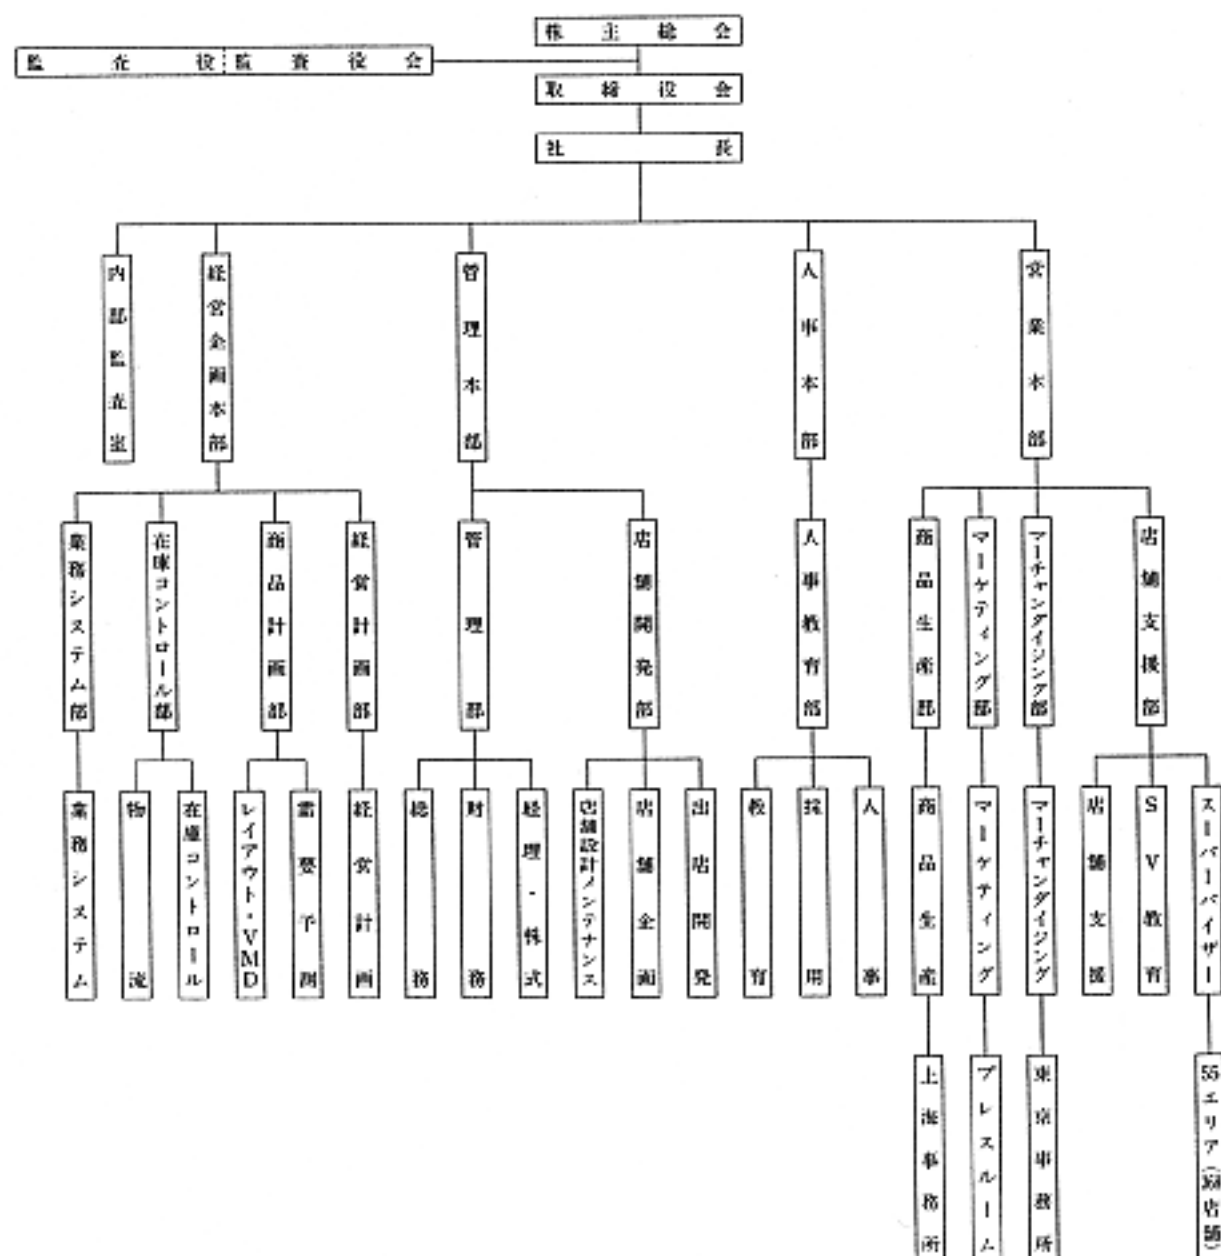 株主総会
監査役 監査役会
取締役会
社長
内部監査室
経営企画本部
管理本部
人事本部
営業本部
業務システム部
在庫コントロール部
商品計画部
経営計画部
管理部
店舗開発部
人事教育部
商品生産部
マーケティング部
マーチャンダイジング部
店舗支援部
業務システム
物流
在庫コントロール
レイアウト・VMD
需要予測
経営計画
総務
財務
経理・株式
店舗設計メンテナンス
店舗企画
出店開発
教育
採用
人事
商品生産
マーケティング
マーチャンダイジング
店舗支援
SV教育
スーパーバイザー
上海事務所
プレスルーム
東京事務所
55エリア(店舗)